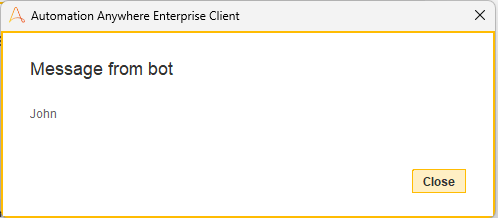 Automation Anywhere Enterprise Client
Message from bot
John
Close